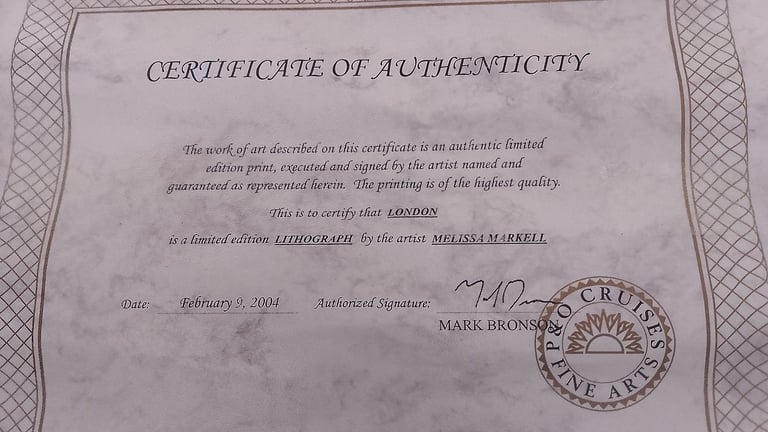 CERTIFICATE OF AUTHENTICITY
The work of art described on this certificate is an authentic limited
edition print, executed and signed by the artist named and
guaranteed as represented herein. The printing is of the highest quality.
This is to certify that LONDON
is a limited edition LITHOGRAPH by the artist MELISSA MARKELL
Date: February 9, 2004 Authorized Signature:
MARK BRONSON
P&O CRUISES
FINE ARTS